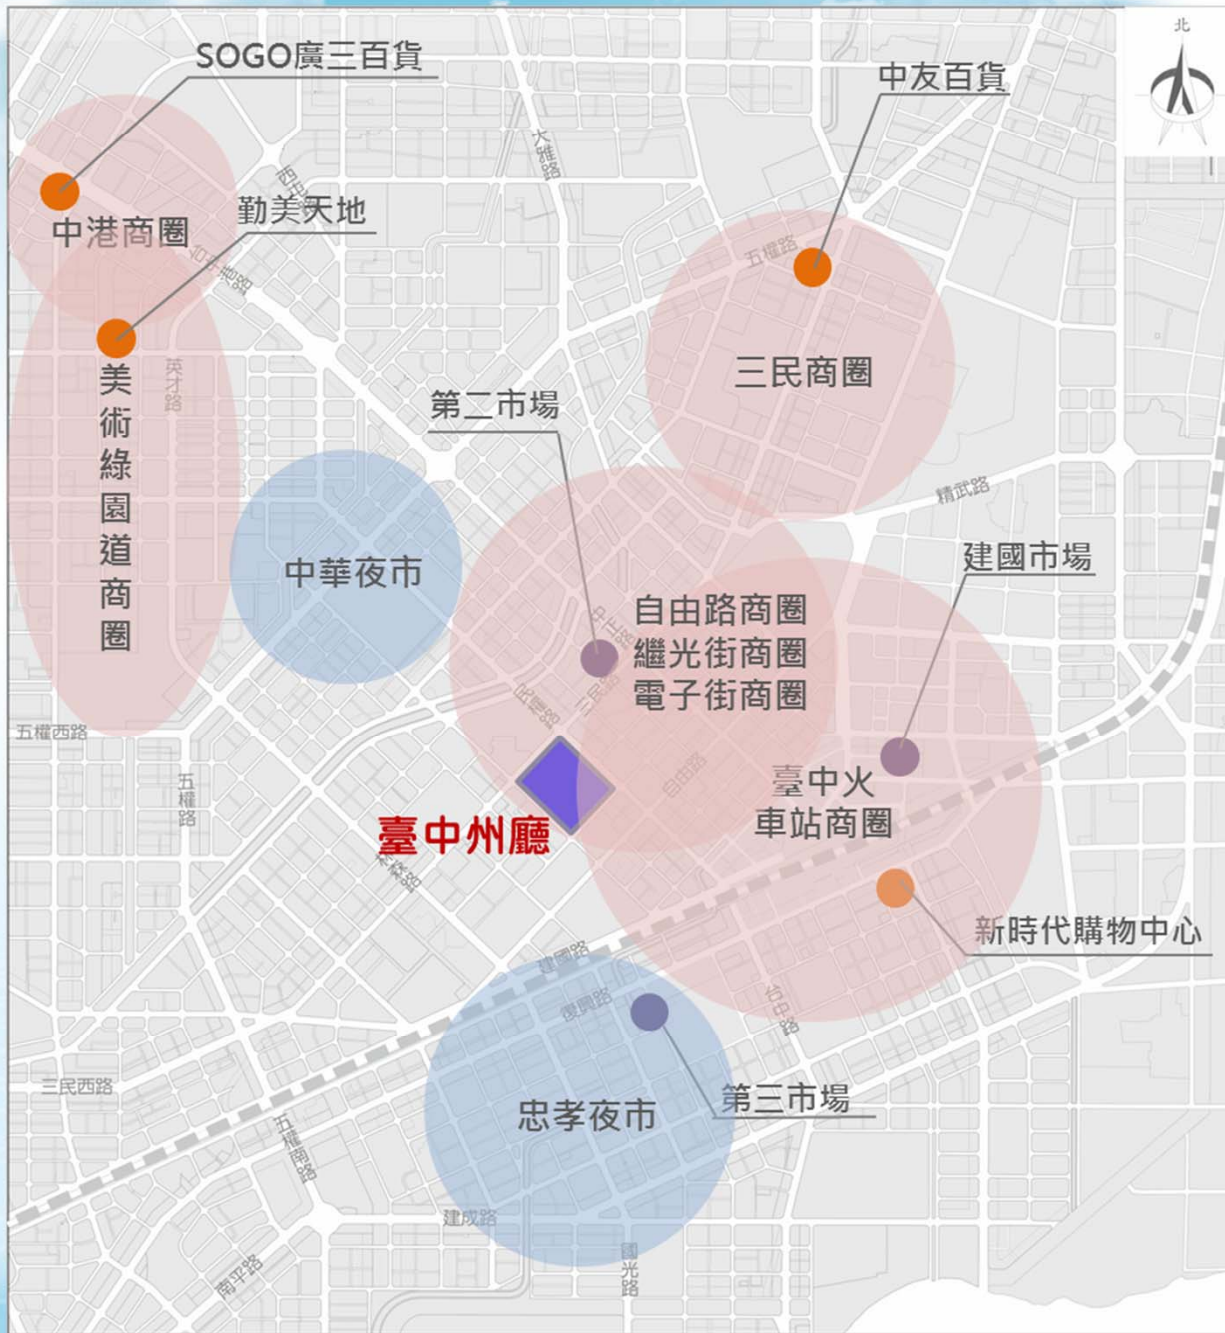 北
SOGO廣三百貨
中友百貨
大雅路
勤美天地
中港商圈
五權路
美術綠園道商圈
英才路
三民商圈
第二市場
精武路
中華夜市
建國市場
自由路商圈
繼光街商圈
電子街商圈
中正路
三民路
民權路
五權西路
五權路
自由路
臺中火
車站商圈
臺中州廳
林森路
新時代購物中心
建國路
復興路
台中路
三民西路
第三市場
忠孝夜市
五權南路
建成路
國光路
南平路